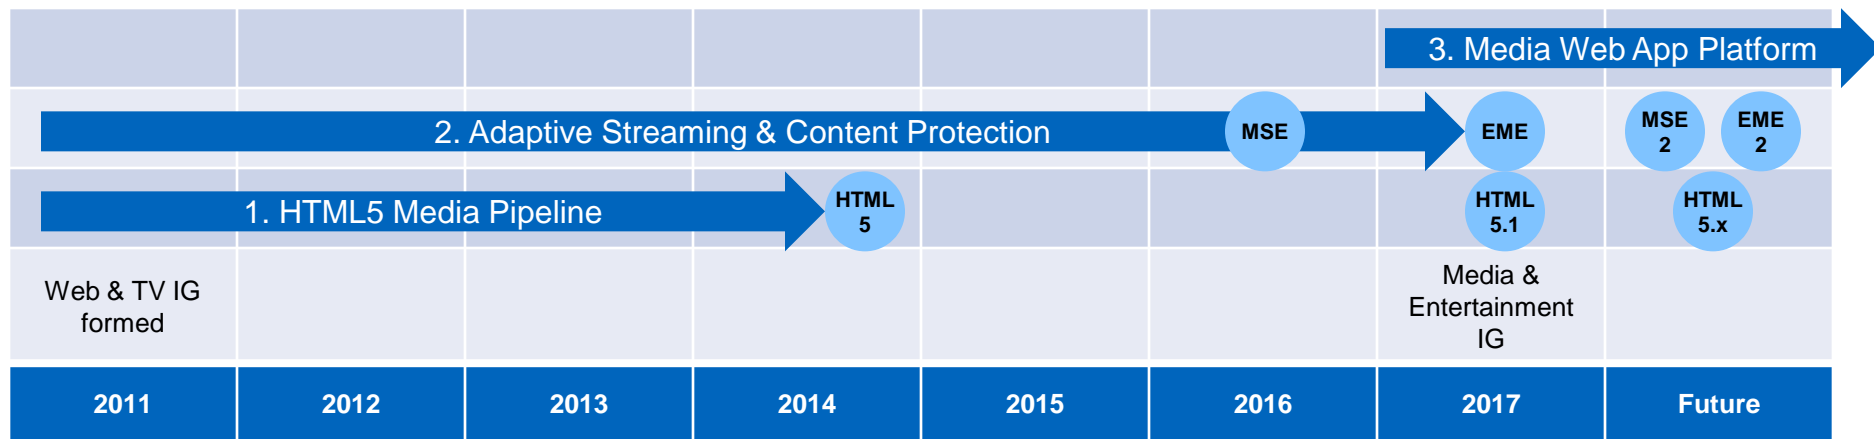 3. Media Web App Platform
2. Adaptive Streaming & Content Protection
MSE
EME
MSE
2
EME
2
1. HTML5 Media Pipeline
HTML
5
HTML
5.1
HTML
5.x
Web & TV IG
formed
Media &
Entertainment
IG
2011
2012
2013
2014
2015
2016
2017
Future